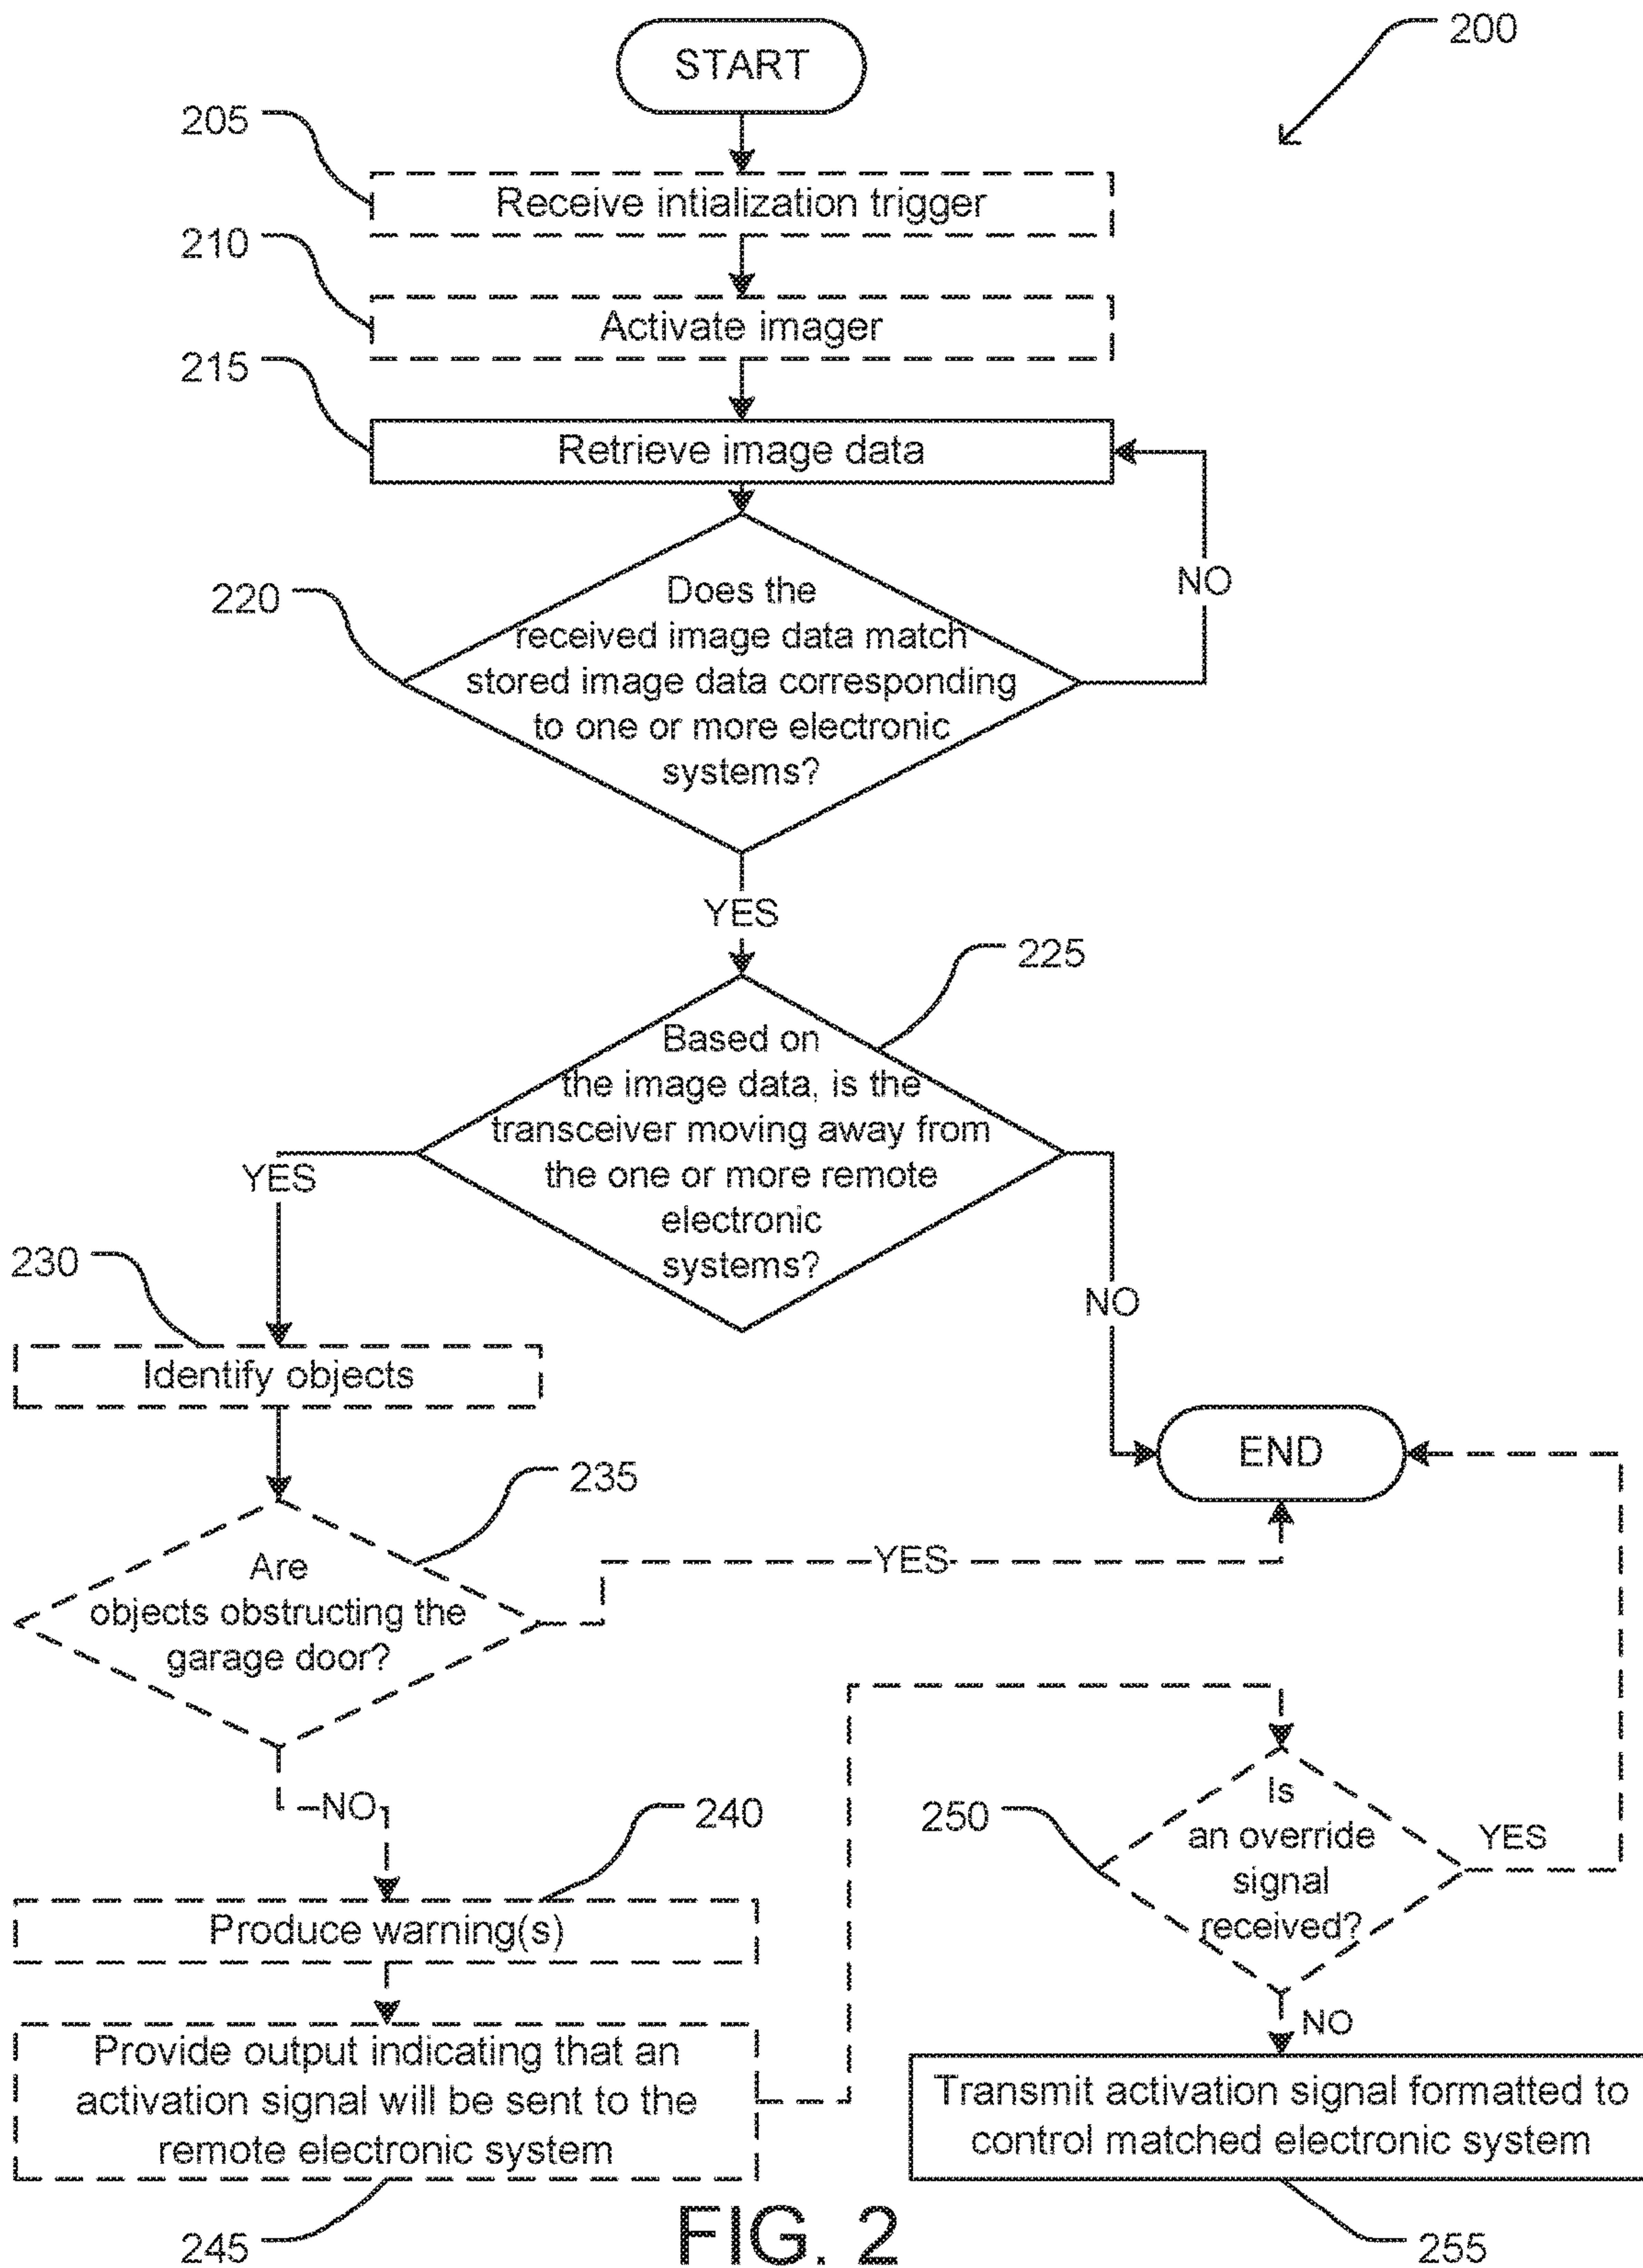 START
200
205
Receive intialization trigger
210
Activate imager
215
Retrieve image data
220
Does the
received image data match
stored image data corresponding
to one or more electronic
systems?
NO
YES
225
Based on
the image data, is the
transceiver moving away from
the one or more remote
electronic
systems?
YES
NO
230
Identify objects
END
235
Are
objects obstructing the
garage door?
YES
NO
240
Produce warning(s)
250
Is
an override
signal
received?
YES
NO
Provide output indicating that an
activation signal will be sent to the
remote electronic system
245
Transmit activation signal formatted to
control matched electronic system
255
FIG. 2